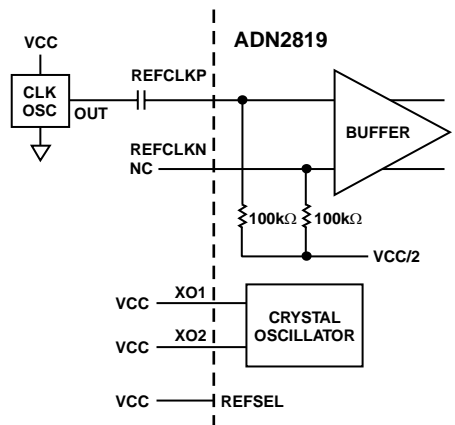 ADN2819
VCC
REFCLKP
CLK
OSC
OUT
BUFFER
REFCLKN
NC
100kΩ 100kΩ
VCC/2
VCC XO1
CRYSTAL
OSCILLATOR
VCC XO2
VCC REFSEL